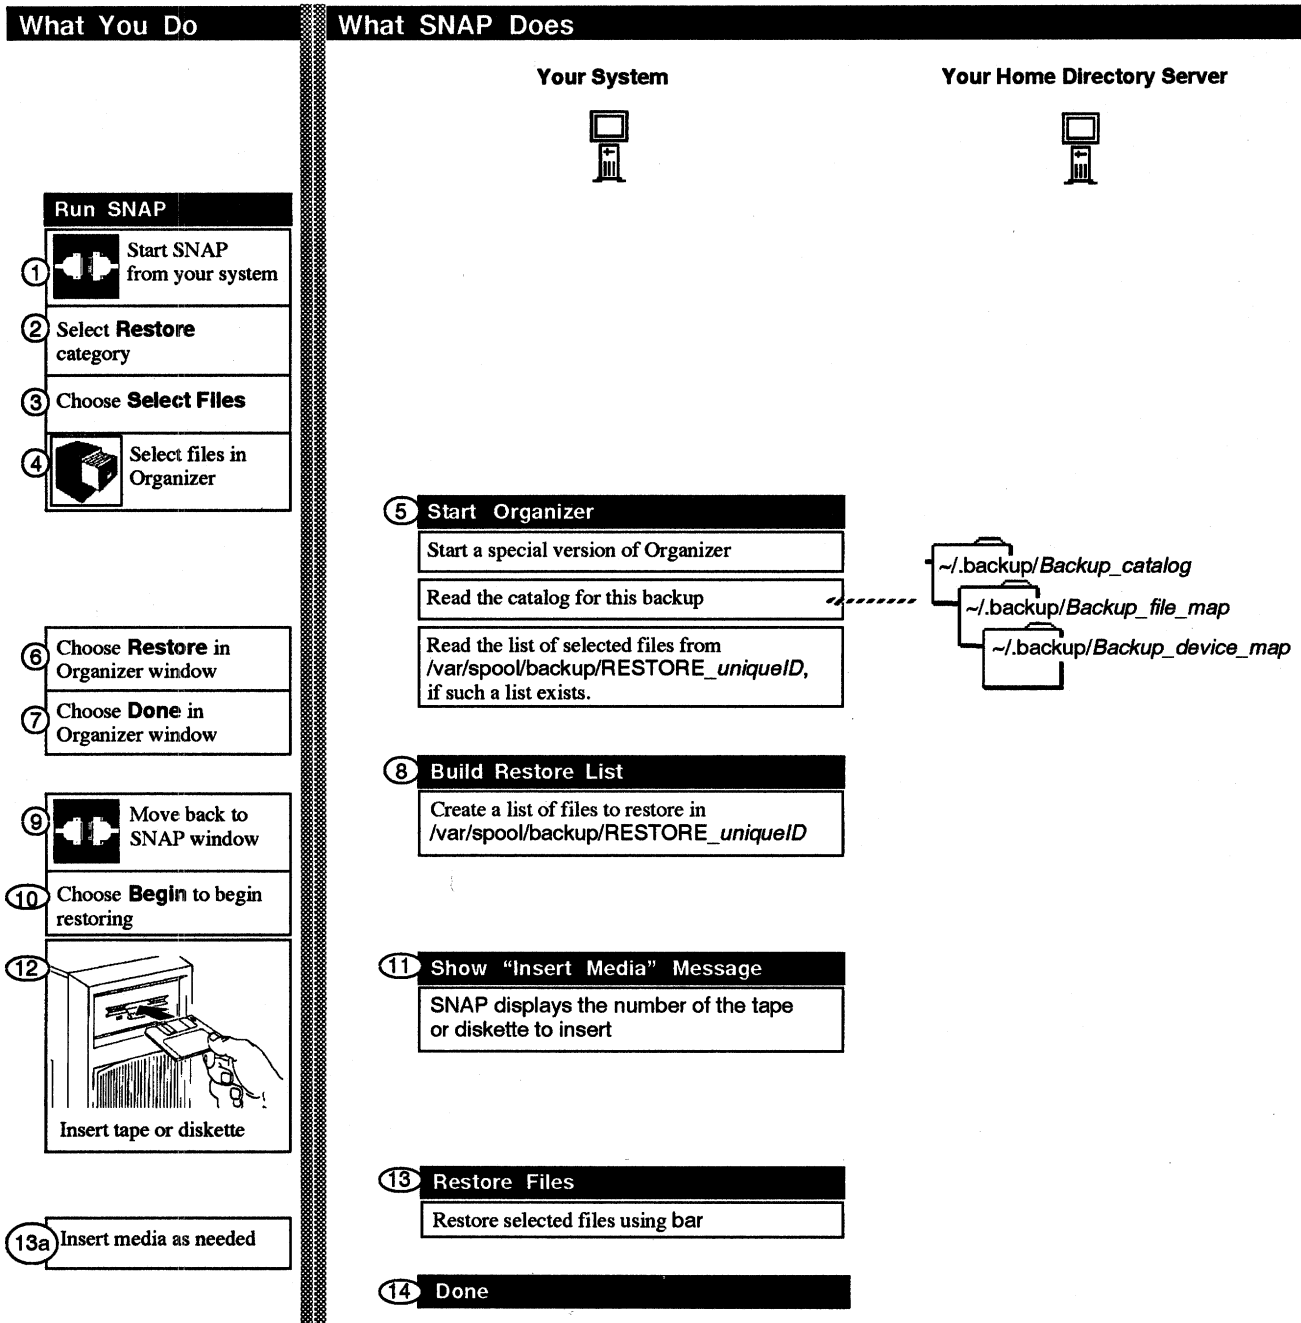 What You Do
What SNAP Does
Your System
Your Home Directory Server
Run SNAP
1
Start SNAP
from your system
2
Select Restore
category
3
Choose Select Files
4
Select files in
Organizer
5
Start Organizer
Start a special version of Organizer
Read the catalog for this backup
Read the list of selected files from
/var/spool/backup/RESTORE_uniqueID,
if such a list exists.
~/.backup/Backup_catalog
~/.backup/Backup_file_map
~/.backup/Backup_device_map
6
Choose Restore in
Organizer window
7
Choose Done in
Organizer window
8
Build Restore List
Create a list of files to restore in
/var/spool/backup/RESTORE_uniqueID
9
Move back to
SNAP window
10
Choose Begin to begin
restoring
11
Show “Insert Media” Message
SNAP displays the number of the tape
or diskette to insert
12
Insert tape or diskette
13
Restore Files
Restore selected files using bar
13a
Insert media as needed
14
Done